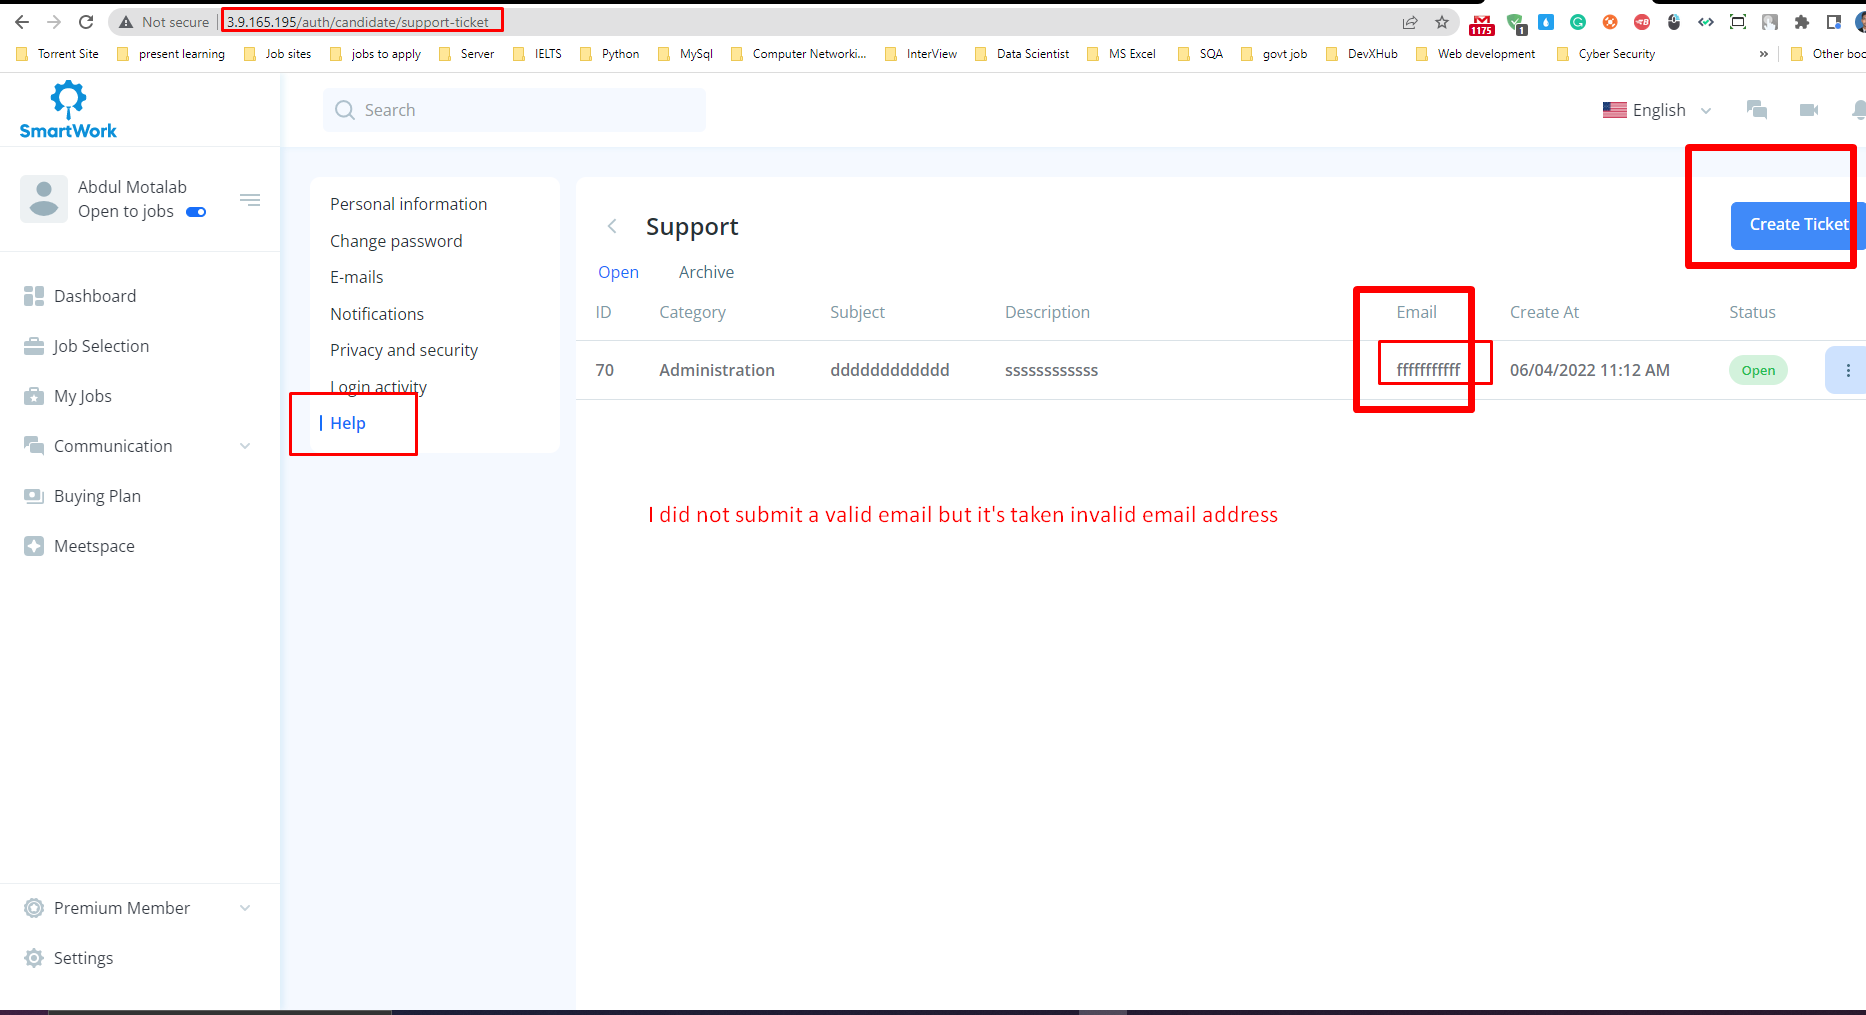 Not secure 3.9.165.195/auth/candidate/support-ticket
1175 1
Torrent Site present learning Job sites jobs to apply Server IELTS Python MySql Computer Networki... InterView Data Scientist MS Excel SQA govt job DevXHub Web development Cyber Security » Other boo
SmartWork
Search
English
Abdul Motalab
Open to jobs
Dashboard
Job Selection
My Jobs
Communication
Buying Plan
Meetspace
Premium Member
Settings
Personal information
Change password
E-mails
Notifications
Privacy and security
Login activity
Help
Support
Create Ticket
Open Archive
ID Category Subject Description Email Create At Status
70 Administration dddddddddddd ssssssssssss fffffffffff 06/04/2022 11:12 AM Open
I did not submit a valid email but it's taken invalid email address